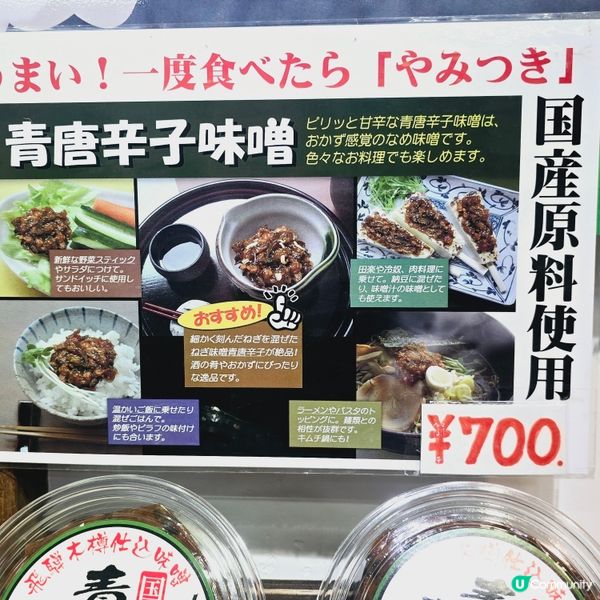 うまい！一度食べたら「やみつき」
青唐辛子味噌
ピリッと甘辛な青唐辛子味噌は、
おかず感覚のなめ味噌です。
色々なお料理でも楽しめます。
国産原料使用
新鮮な野菜スティック
やサラダにつけて。
サンドイッチに使用し
てもおいしい。
おすすめ!
細かく刻んだねぎを混ぜた
ねぎ味噌青唐辛子が絶品!
酒の肴やおかずにぴったり
な逸品です。
田楽や冷奴、肉料理に
乗せて。納豆に混ぜた
り、味噌汁の味噌として
も使えます。
温かいご飯に乗せたり
混ぜごはんで。
炒飯やピラフの味付け
にも合います。
ラーメンやパスタのト
ッピングに。麺類との
相性が抜群です。
キムチ鍋にも!
¥700.
飛騨木樽仕込味噌
青
国
U Community